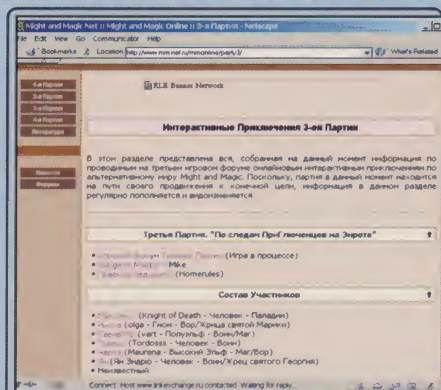 Might and Magic Net :: Might and Magic Online :: 3-я Партия - Netscape
File Edit View Go Communicator Help
Bookmarks Location http://www.mm.net.ru/mmonline/party3/ What's Related
1-я Партия
2-я Партия
3-я Партия
4-я Партия
Литература
Новости
Форумы
RLE Banner Network
Интерактивные Приключения 3-ей Партии
В этом разделе представлена вся, собранная на данный момент информация по
проводимым на третьем игровом форуме онлайновым интерактивным приключениям по
альтернативному миру Might and Magic. Поскольку, партия в данный момент находится
на пути своего продвижения к конечной цели, информация в данном разделе
регулярно пополняется и видоизменяется.
Третья Партия. "По следам Приключенцев на Энроте"
(Игра в процессе)
Mike
(Homerules)
Состав Участников
(Knight of Death - Человек - Паладин)
(olga - Гном - Вор/Жрица святой Марики)
(vart - Полуэльф - Воин/Маг)
(Tordosss - Человек - Воин)
(Maurena - Высокий Эльф - Маг/Вор)
(Ян Эндрю - Человек - Воин/Жрец святого Георгия)
Неизвестный
Connect: Host www.linkexchange.ru contacted. Waiting for reply...